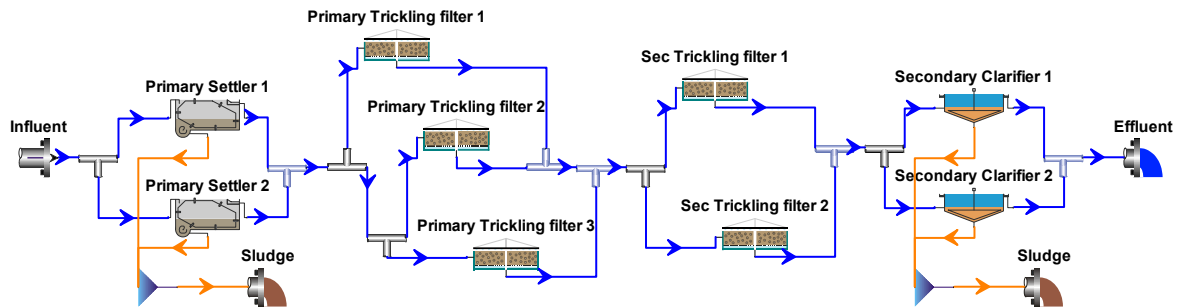 Primary Trickling filter 1
Sec Trickling filter 1
Primary Settler 1
Secondary Clarifier 1
Primary Trickling filter 2
Influent
Effluent
Primary Settler 2
Secondary Clarifier 2
Sec Trickling filter 2
Primary Trickling filter 3
Sludge
Sludge